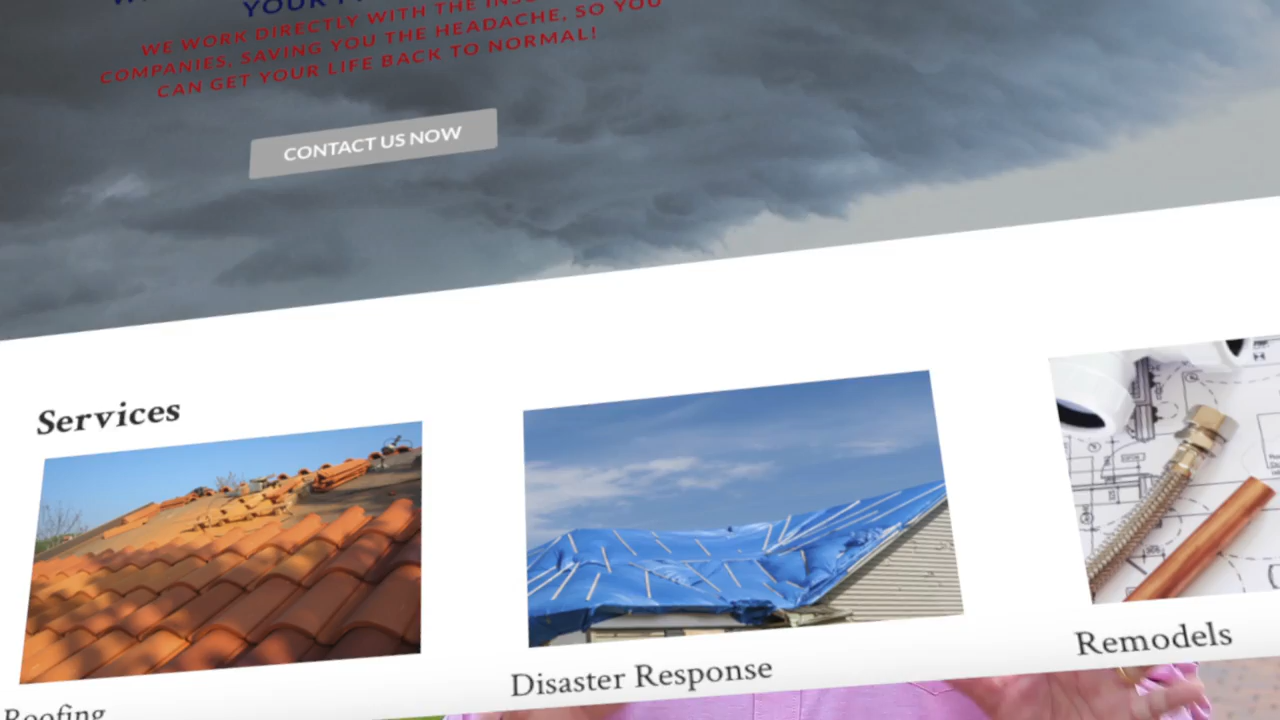 YOUR
WE WORK DIRECTLY WITH THE
COMPANIES, SAVING YOU THE HEADACHE, SO YOU
CAN GET YOUR LIFE BACK TO NORMAL!
CONTACT US NOW
Services
Roofing
Disaster Response
Remodels